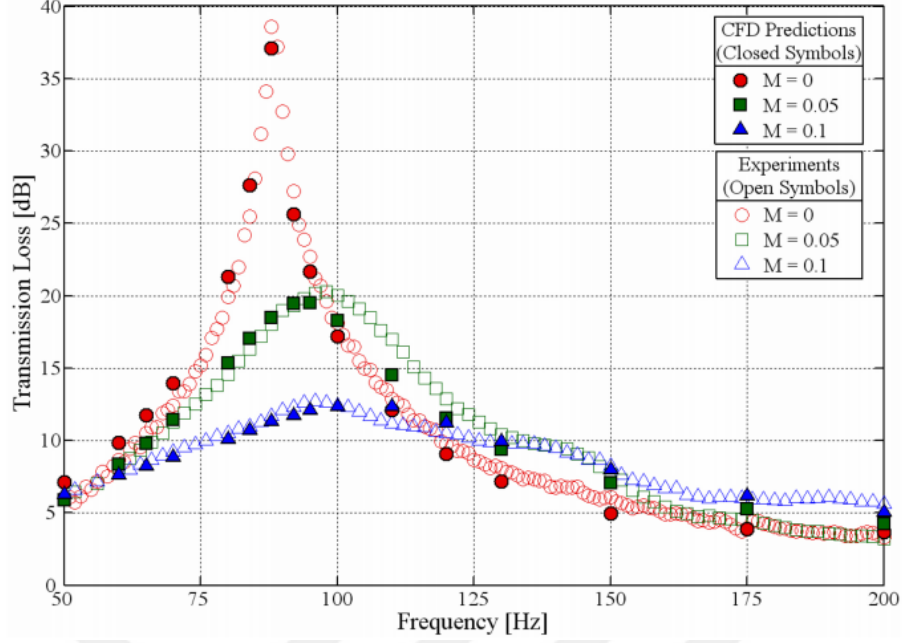 CFD Predictions
(Closed Symbols)
M = 0
M = 0.05
M = 0.1
Experiments
(Open Symbols)
M = 0
M = 0.05
M = 0.1
Transmission Loss [dB]
40
35
30
25
20
15
10
5
0
50
75
100
125
150
175
200
Frequency [Hz]